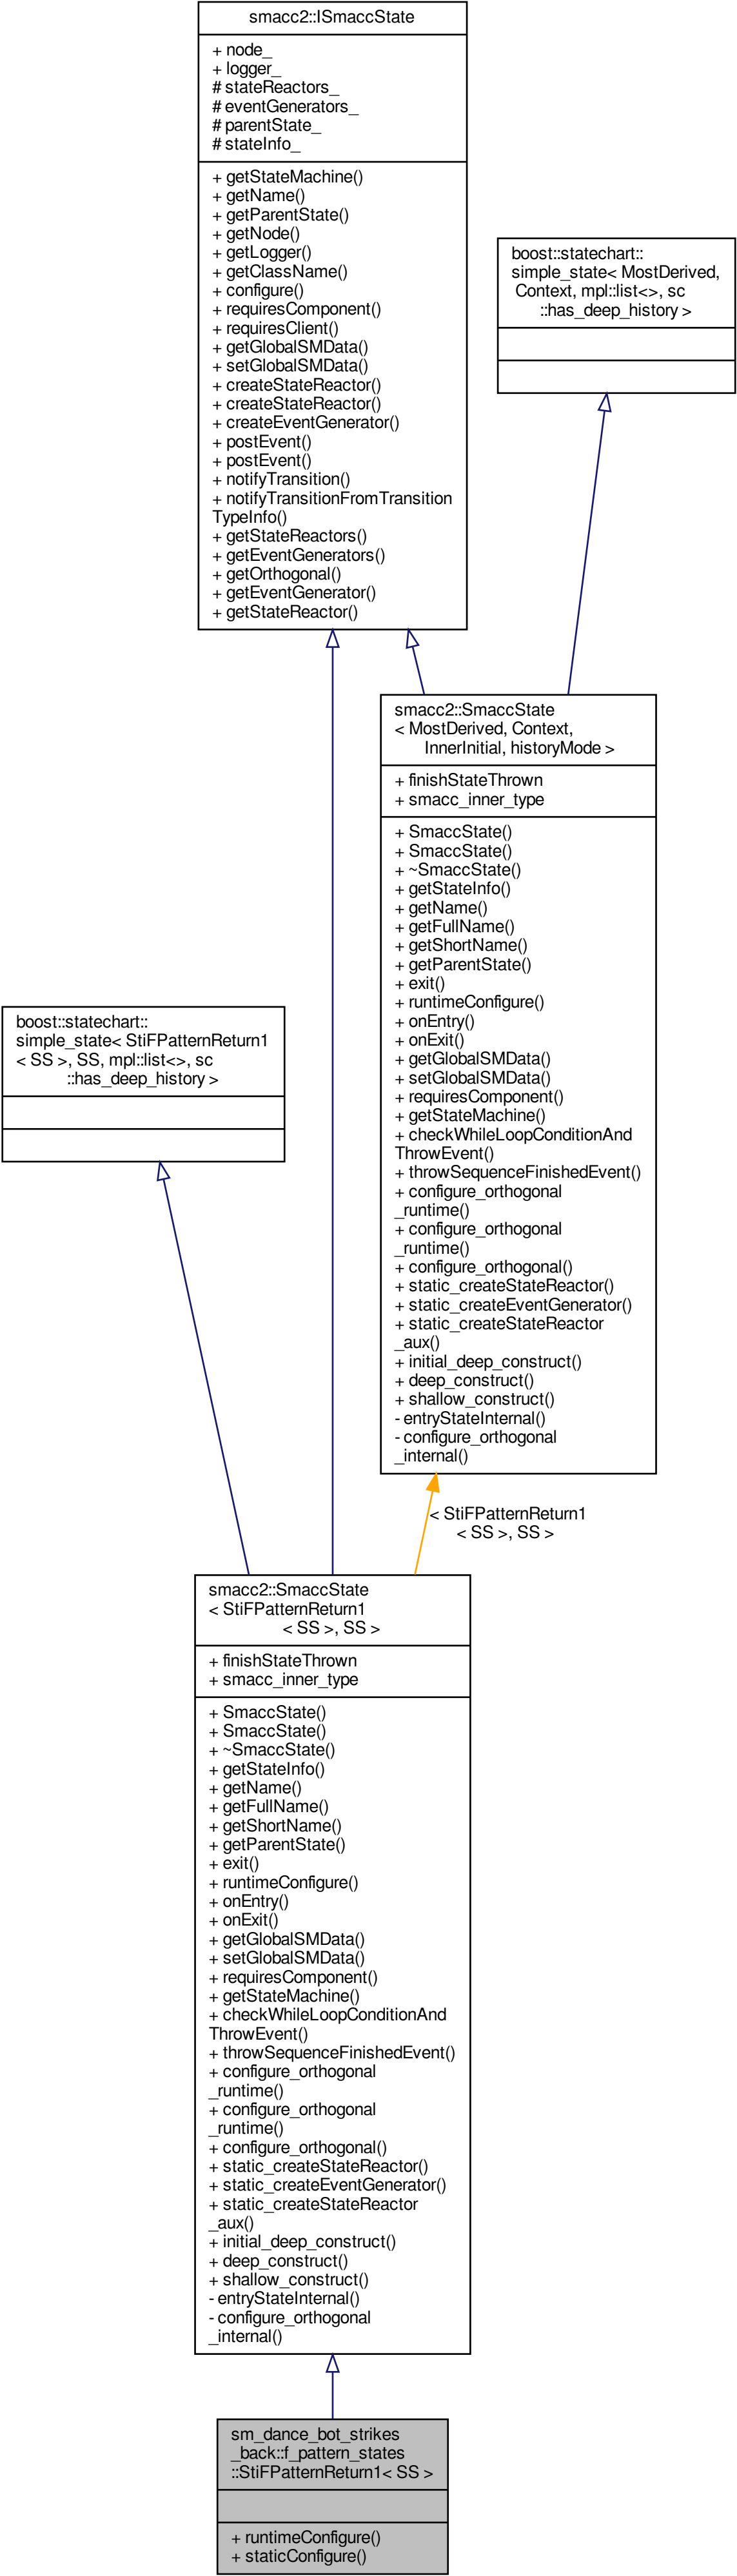 smacc2::ISmaccState
+ node_
+ logger_
# stateReactors_
# eventGenerators_
# parentState_
# stateInfo_
+ getStateMachine()
+ getName()
+ getParentState()
+ getNode()
+ getLogger()
+ getClassName()
+ configure()
+ requiresComponent()
+ requiresClient()
+ getGlobalSMData()
+ setGlobalSMData()
+ createStateReactor()
+ createStateReactor()
+ createEventGenerator()
+ postEvent()
+ postEvent()
+ notifyTransition()
+ notifyTransitionFromTransition
TypeInfo()
+ getStateReactors()
+ getEventGenerators()
+ getOrthogonal()
+ getEventGenerator()
+ getStateReactor()
boost::statechart::
simple_state< MostDerived,
Context, mpl::list<>, sc
::has_deep_history >
smacc2::SmaccState
< MostDerived, Context,
InnerInitial, historyMode >
+ finishStateThrown
+ smacc_inner_type
+ SmaccState()
+ SmaccState()
+ ~SmaccState()
+ getStateInfo()
+ getName()
+ getFullName()
+ getShortName()
+ getParentState()
+ exit()
+ runtimeConfigure()
+ onEntry()
+ onExit()
+ getGlobalSMData()
+ setGlobalSMData()
+ requiresComponent()
+ getStateMachine()
+ checkWhileLoopConditionAnd
ThrowEvent()
+ throwSequenceFinishedEvent()
+ configure_orthogonal
_runtime()
+ configure_orthogonal
_runtime()
+ configure_orthogonal()
+ static_createStateReactor()
+ static_createEventGenerator()
+ static_createStateReactor
_aux()
+ initial_deep_construct()
+ deep_construct()
+ shallow_construct()
- entryStateInternal()
- configure_orthogonal
_internal()
boost::statechart::
simple_state< StiFPatternReturn1
< SS >, SS, mpl::list<>, sc
::has_deep_history >
< StiFPatternReturn1
< SS >, SS >
smacc2::SmaccState
< StiFPatternReturn1
< SS >, SS >
+ finishStateThrown
+ smacc_inner_type
+ SmaccState()
+ SmaccState()
+ ~SmaccState()
+ getStateInfo()
+ getName()
+ getFullName()
+ getShortName()
+ getParentState()
+ exit()
+ runtimeConfigure()
+ onEntry()
+ onExit()
+ getGlobalSMData()
+ setGlobalSMData()
+ requiresComponent()
+ getStateMachine()
+ checkWhileLoopConditionAnd
ThrowEvent()
+ throwSequenceFinishedEvent()
+ configure_orthogonal
_runtime()
+ configure_orthogonal
_runtime()
+ configure_orthogonal()
+ static_createStateReactor()
+ static_createEventGenerator()
+ static_createStateReactor
_aux()
+ initial_deep_construct()
+ deep_construct()
+ shallow_construct()
- entryStateInternal()
- configure_orthogonal
_internal()
sm_dance_bot_strikes
_back::f_pattern_states
::StiFPatternReturn1< SS >
+ runtimeConfigure()
+ staticConfigure()